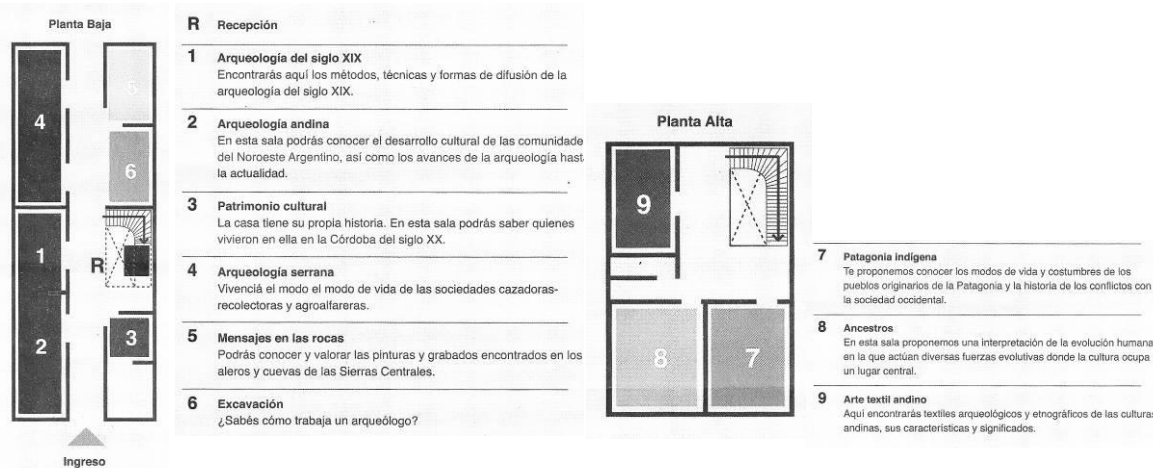 Planta Baja
5
4
6
1
R
3
2
Ingreso
R Recepción
1 Arqueología del siglo XIX
Encontrarás aquí los métodos, técnicas y formas de difusión de la
arqueología del siglo XIX.
2 Arqueología andina
En esta sala podrás conocer el desarrollo cultural de las comunidade
del Noroeste Argentino, así como los avances de la arqueología hast
la actualidad.
3 Patrimonio cultural
La casa tiene su propia historia. En esta sala podrás saber quienes
vivieron en ella en la Córdoba del siglo XX.
4 Arqueología serrana
Vivenciá el modo el modo de vida de las sociedades cazadoras-
recolectoras y agroalfareras.
5 Mensajes en las rocas
Podrás conocer y valorar las pinturas y grabados encontrados en los
aleros y cuevas de las Sierras Centrales.
6 Excavación
¿Sabés cómo trabaja un arqueólogo?
Planta Alta
9
8
7
7 Patagonia indígena
Te proponemos conocer los modos de vida y costumbres de los
pueblos originarios de la Patagonia y la historia de los conflictos con
la sociedad occidental.
8 Ancestros
En esta sala proponemos una interpretación de la evolución humana
en la que actúan diversas fuerzas evolutivas donde la cultura ocupa
un lugar central.
9 Arte textil andino
Aquí encontrarás textiles arqueológicos y etnográficos de las culturas
andinas, sus características y significados.